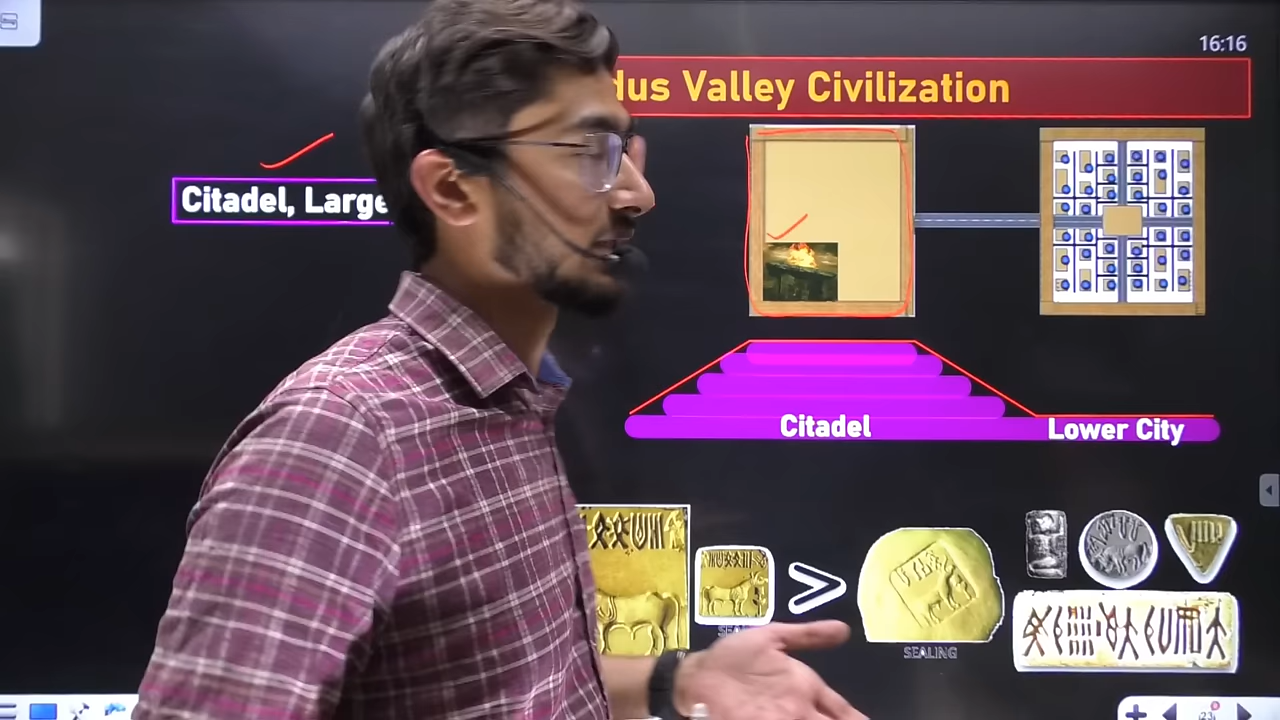 16:16
dus Valley Civilization
Citadel, Large
Citadel
Lower City
>
SEALING